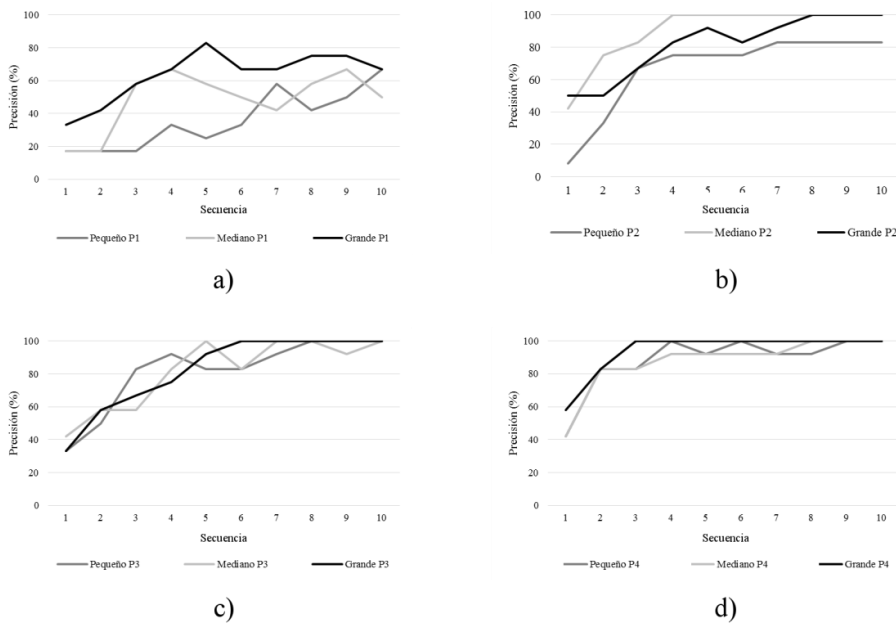 100
80
60
40
20
0
Precisión (%)
1 2 3 4 5 6 7 8 9 10
Secuencia
Pequeño P1 Mediano P1 Grande P1
a)
100
80
60
40
20
0
Precisión (%)
1 2 3 4 5 6 7 8 9 10
Secuencia
Pequeño P2 Mediano P2 Grande P2
b)
100
80
60
40
20
0
Precisión (%)
1 2 3 4 5 6 7 8 9 10
Secuencia
Pequeño P3 Mediano P3 Grande P3
c)
100
80
60
40
20
0
Precisión (%)
1 2 3 4 5 6 7 8 9 10
Secuencia
Pequeño P4 Mediano P4 Grande P4
d)